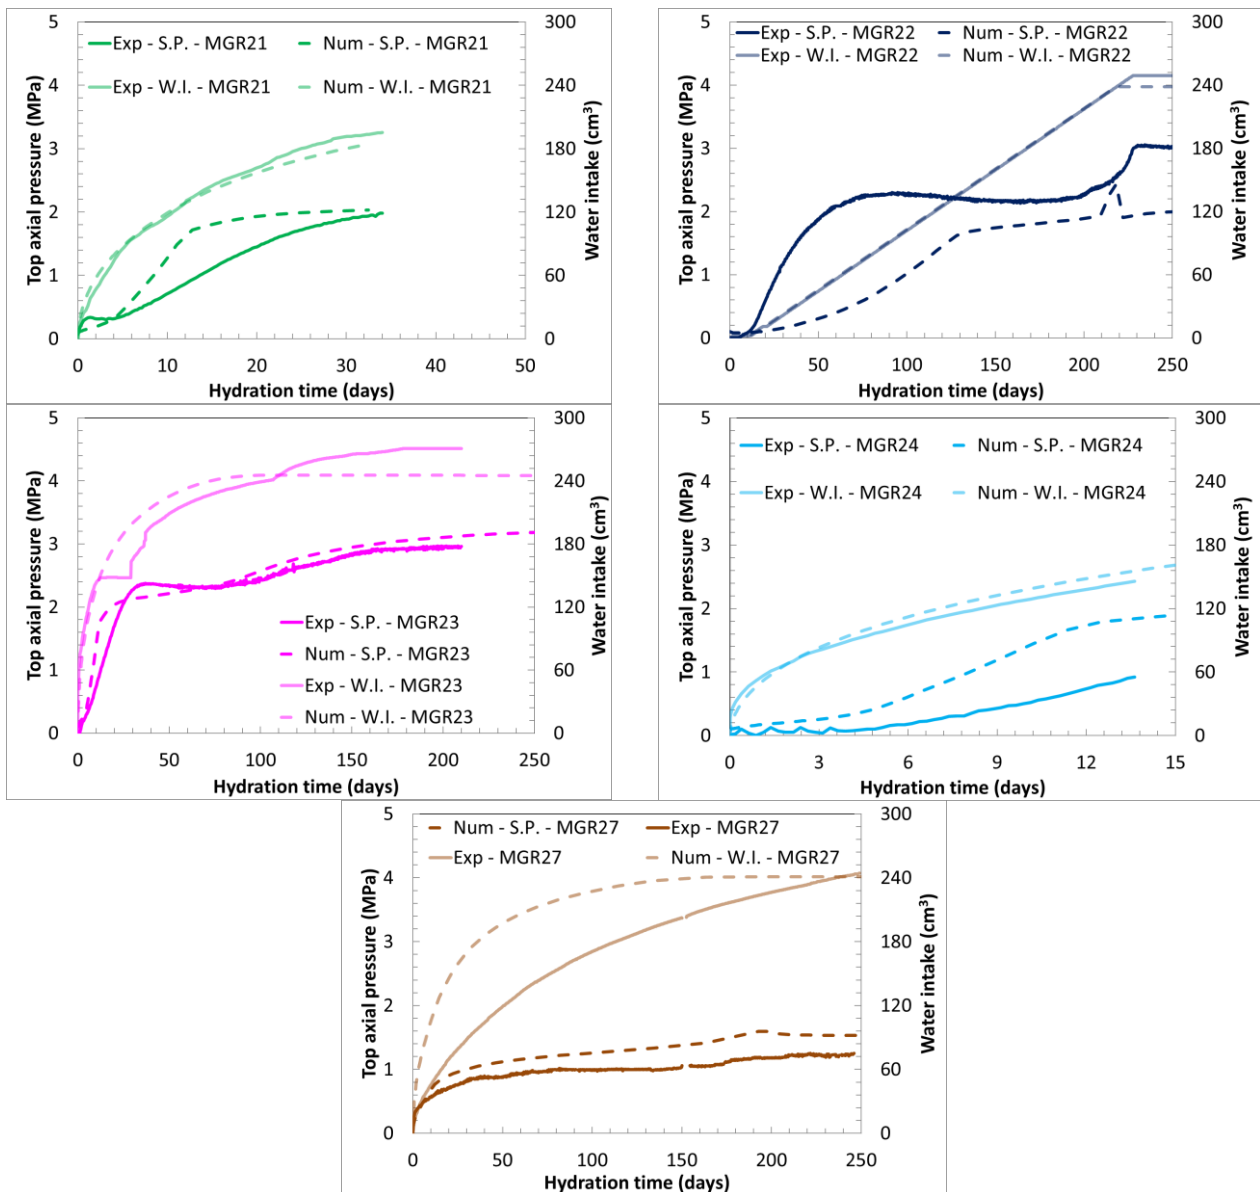 Exp - S.P. - MGR21
Num - S.P. - MGR21
Exp - W.I. - MGR21
Num - W.I. - MGR21
Top axial pressure (MPa)
5
4
3
2
1
0
0
10
20
30
40
50
Hydration time (days)
300
240
180
120
60
0
Water intake (cm³)
Exp - S.P. - MGR22
Num - S.P. - MGR22
Exp - W.I. - MGR22
Num - W.I. - MGR22
Top axial pressure (MPa)
5
4
3
2
1
0
0
50
100
150
200
250
Hydration time (days)
300
240
180
120
60
0
Water intake (cm³)
Exp - S.P. - MGR23
Num - S.P. - MGR23
Exp - W.I. - MGR23
Num - W.I. - MGR23
Top axial pressure (MPa)
5
4
3
2
1
0
0
50
100
150
200
250
Hydration time (days)
300
240
180
120
60
0
Water intake (cm³)
Exp - S.P. - MGR24
Num - S.P. - MGR24
Exp - W.I. - MGR24
Num - W.I. - MGR24
Top axial pressure (MPa)
5
4
3
2
1
0
0
3
6
9
12
15
Hydration time (days)
300
240
180
120
60
0
Water intake (cm³)
Num - S.P. - MGR27
Exp - MGR27
Exp - MGR27
Num - W.I. - MGR27
Top axial pressure (MPa)
5
4
3
2
1
0
0
50
100
150
200
250
Hydration time (days)
300
240
180
120
60
0
Water intake (cm³)